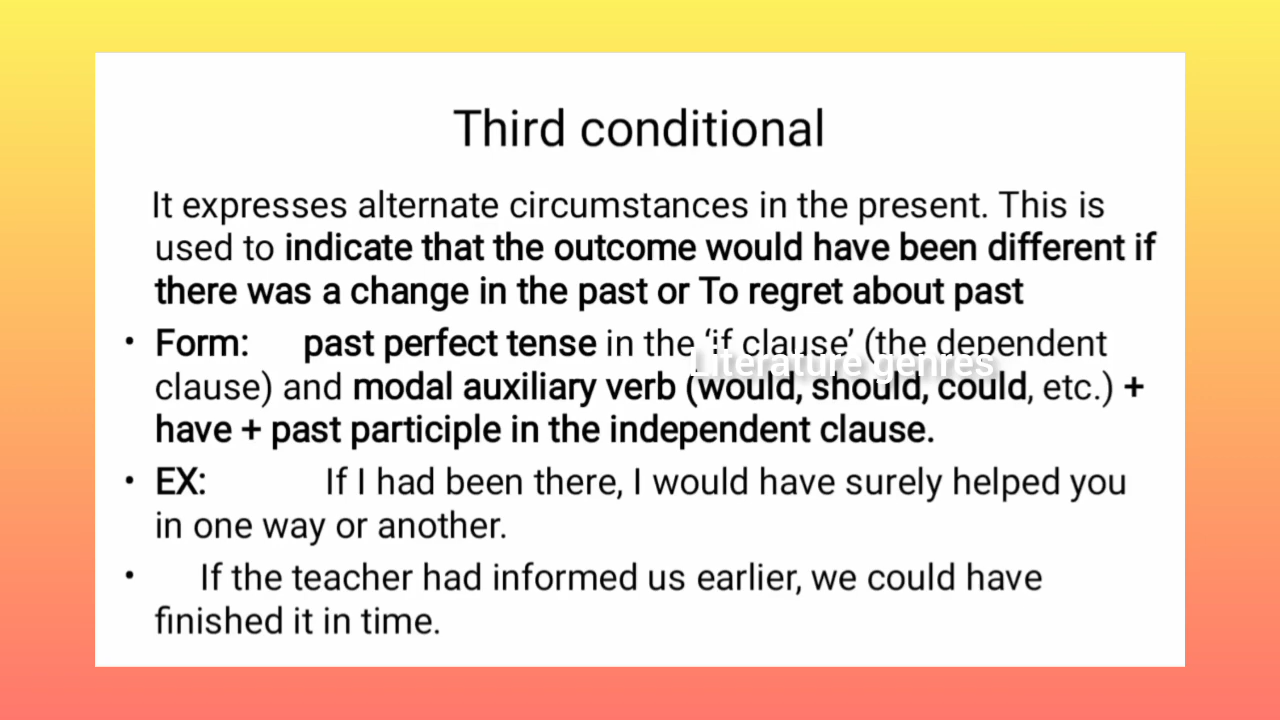 Third conditional
It expresses alternate circumstances in the present. This is
used to indicate that the outcome would have been different if
there was a change in the past or To regret about past
• Form: past perfect tense in the ‘if clause’ (the dependent
Literature genres
clause) and modal auxiliary verb (would, should, could, etc.) +
have + past participle in the independent clause.
• EX: If I had been there, I would have surely helped you
in one way or another.
• If the teacher had informed us earlier, we could have
finished it in time.